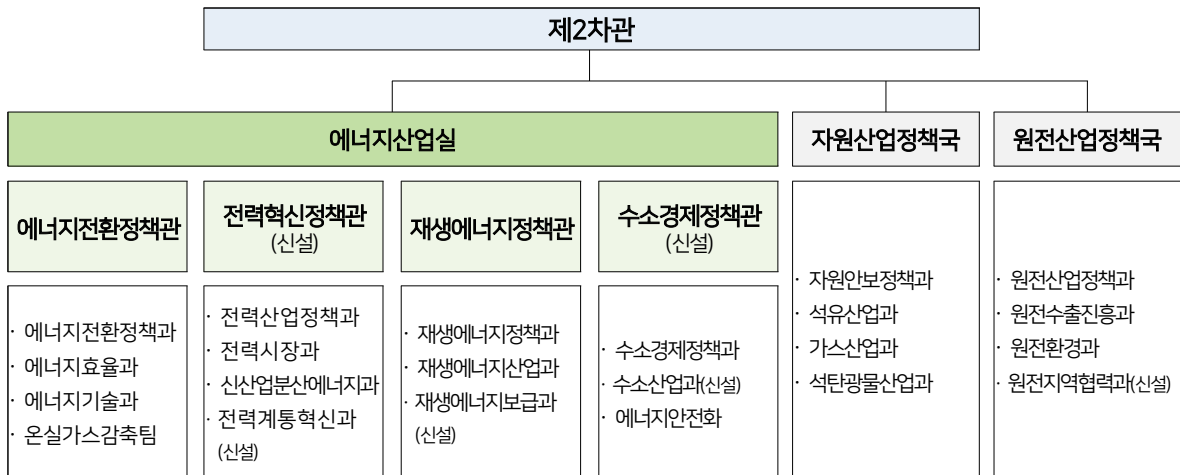 제2차관
에너지산업실
자원산업정책국
원전산업정책국
에너지전환정책관
전력혁신정책관
(신설)
재생에너지정책관
수소경제정책관
(신설)
· 에너지전환정책과
· 에너지효율과
· 에너지기술과
· 온실가스감축팀
· 전력산업정책과
· 전력시장과
· 신산업분산에너지과
· 전력계통혁신과
(신설)
· 재생에너지정책과
· 재생에너지산업과
· 재생에너지보급과
(신설)
· 수소경제정책과
· 수소산업과(신설)
· 에너지안전화
· 자원안보정책과
· 석유산업과
· 가스산업과
· 석탄광물산업과
· 원전산업정책과
· 원전수출진흥과
· 원전환경과
· 원전지역협력과(신설)